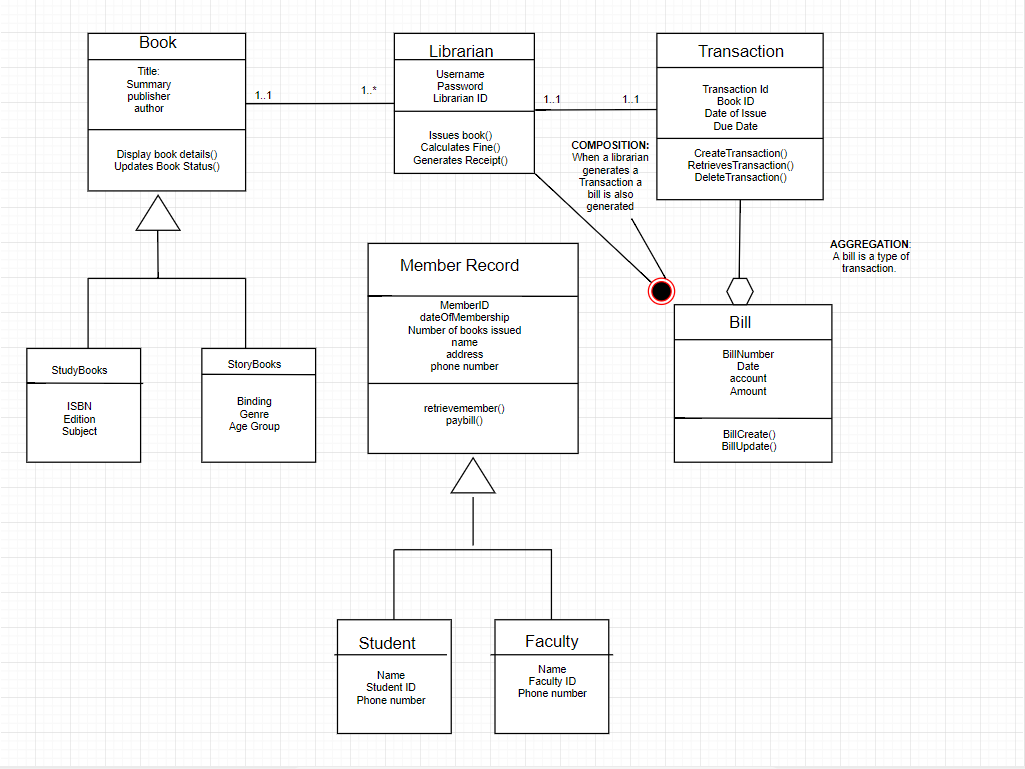 Book
Title:
Summary
publisher
author
Display book details()
Updates Book Status()
1..1
1..*
Librarian
Username
Password
Librarian ID
Issues book()
Calculates Fine()
Generates Receipt()
1..1
1..1
Transaction
Transaction Id
Book ID
Date of Issue
Due Date
CreateTransaction()
RetrievesTransaction()
DeleteTransaction()
COMPOSITION:
When a librarian
generates a
Transaction a
bill is also
generated
AGGREGATION:
A bill is a type of
transaction.
Member Record
MemberID
dateOfMembership
Number of books issued
name
address
phone number
retrievemember()
paybill()
Bill
BillNumber
Date
account
Amount
BillCreate()
BillUpdate()
StudyBooks
ISBN
Edition
Subject
StoryBooks
Binding
Genre
Age Group
Student
Name
Student ID
Phone number
Faculty
Name
Faculty ID
Phone number